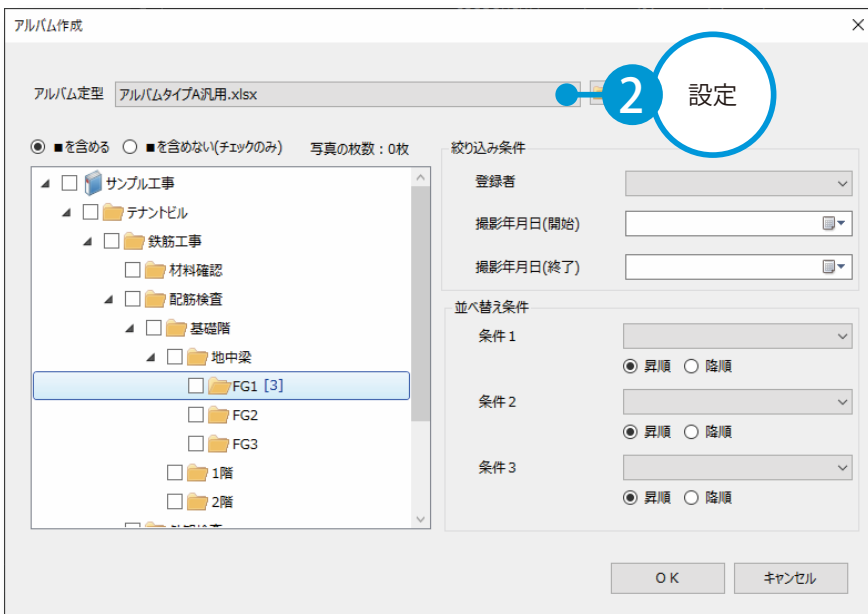 アルバム作成
アルバム定型 アルバムタイプA汎用.xlsx
2 設定
■を含める ■を含めない(チェックのみ) 写真の枚数：0枚
サンプル工事
テナントビル
鉄筋工事
材料確認
配筋検査
基礎階
地中梁
FG1 [3]
FG2
FG3
1階
2階
絞り込み条件
登録者
撮影年月日(開始)
撮影年月日(終了)
並べ替え条件
条件1
昇順 降順
条件2
昇順 降順
条件3
昇順 降順
OK キャンセル